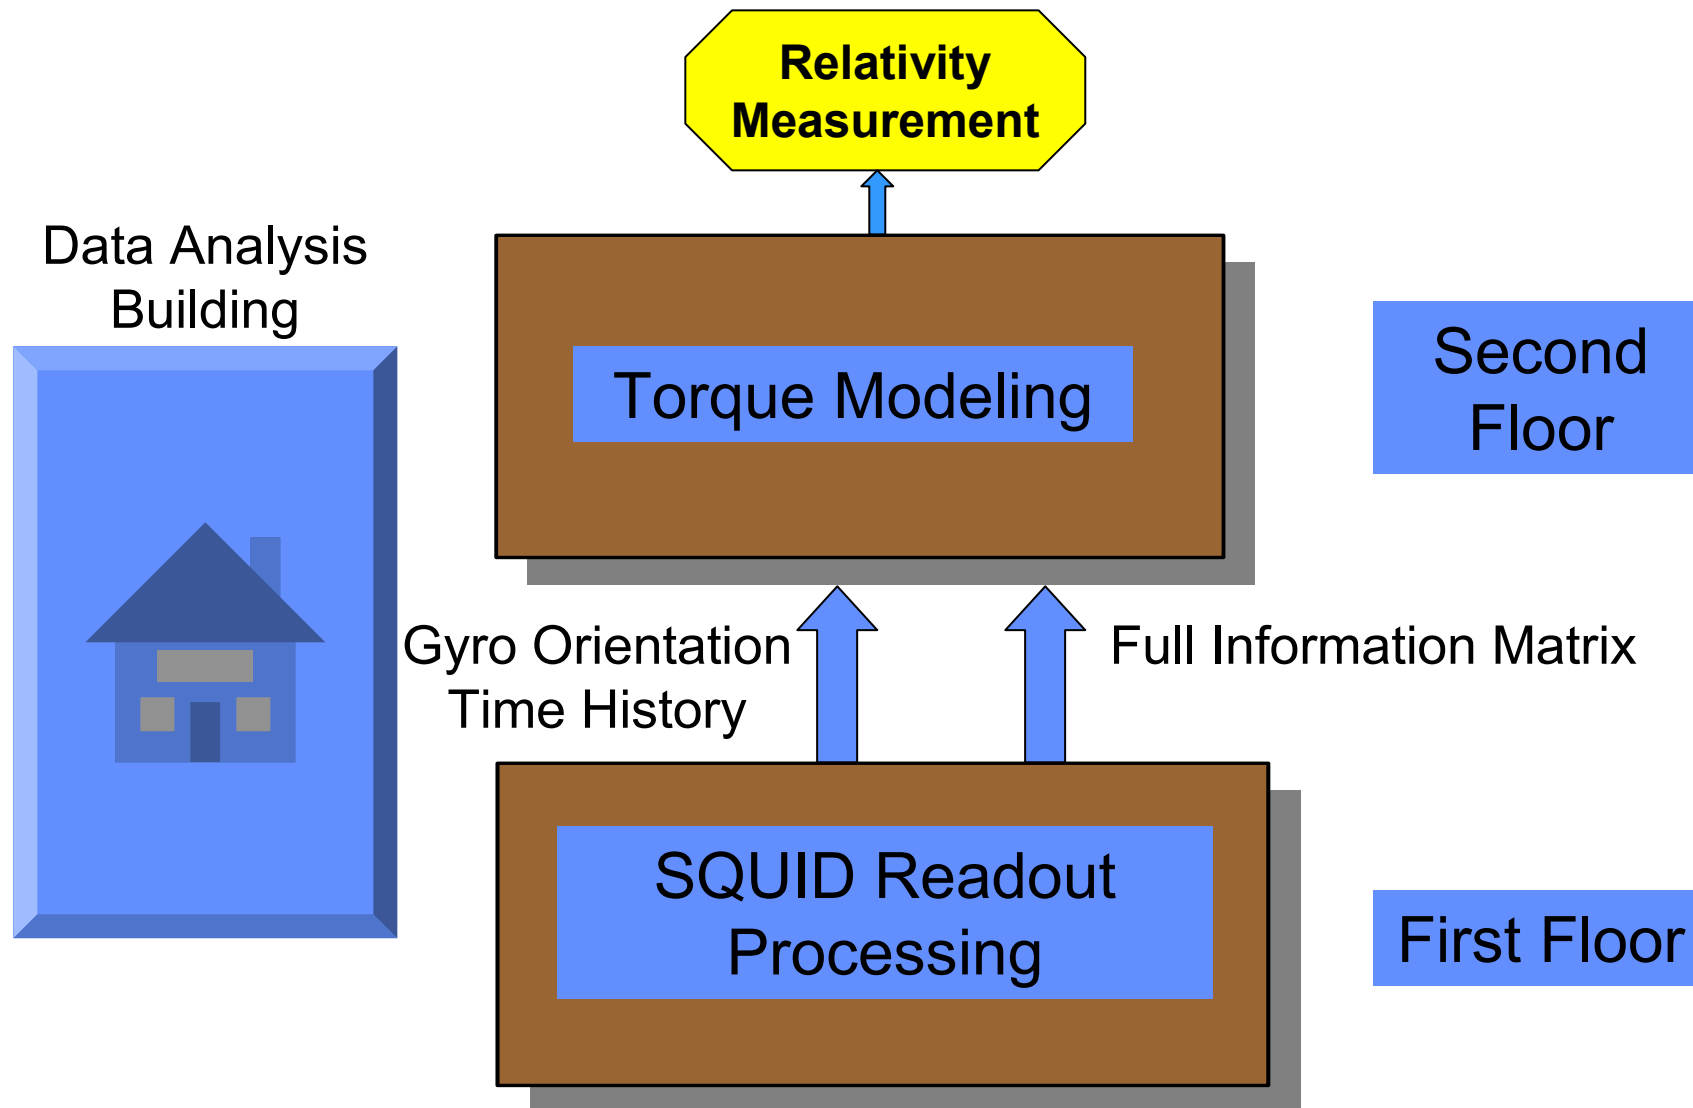 Relativity
Measurement
Data Analysis
Building
Torque Modeling
Second
Floor
Gyro Orientation
Time History
Full Information Matrix
SQUID Readout
Processing
First Floor